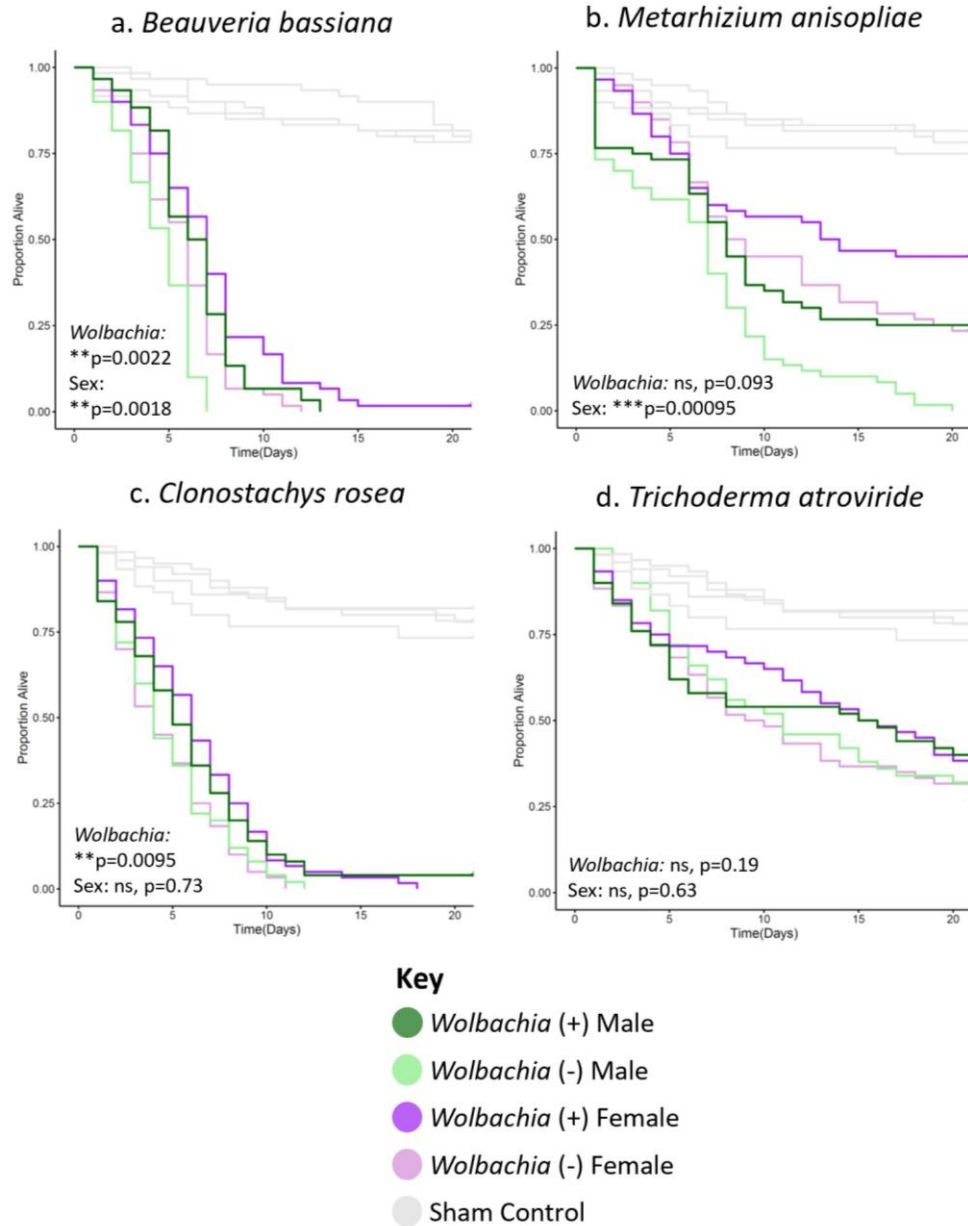 a. Beauveria bassiana
1.00
0.75
0.50
0.25
0.00
Proportion Alive
Wolbachia:
**p=0.0022
Sex:
**p=0.0018
0 5 10 15 20
Time(Days)
b. Metarhizium anisopliae
1.00
0.75
0.50
0.25
0.00
Proportion Alive
Wolbachia: ns, p=0.093
Sex: ***p=0.00095
0 5 10 15 20
Time(Days)
c. Clonostachys rosea
1.00
0.75
0.50
0.25
0.00
Proportion Alive
Wolbachia:
**p=0.0095
Sex: ns, p=0.73
0 5 10 15 20
Time(Days)
d. Trichoderma atroviride
1.00
0.75
0.50
0.25
0.00
Proportion Alive
Wolbachia: ns, p=0.19
Sex: ns, p=0.63
0 5 10 15 20
Time(Days)
Key
Wolbachia (+) Male
Wolbachia (-) Male
Wolbachia (+) Female
Wolbachia (-) Female
Sham Control